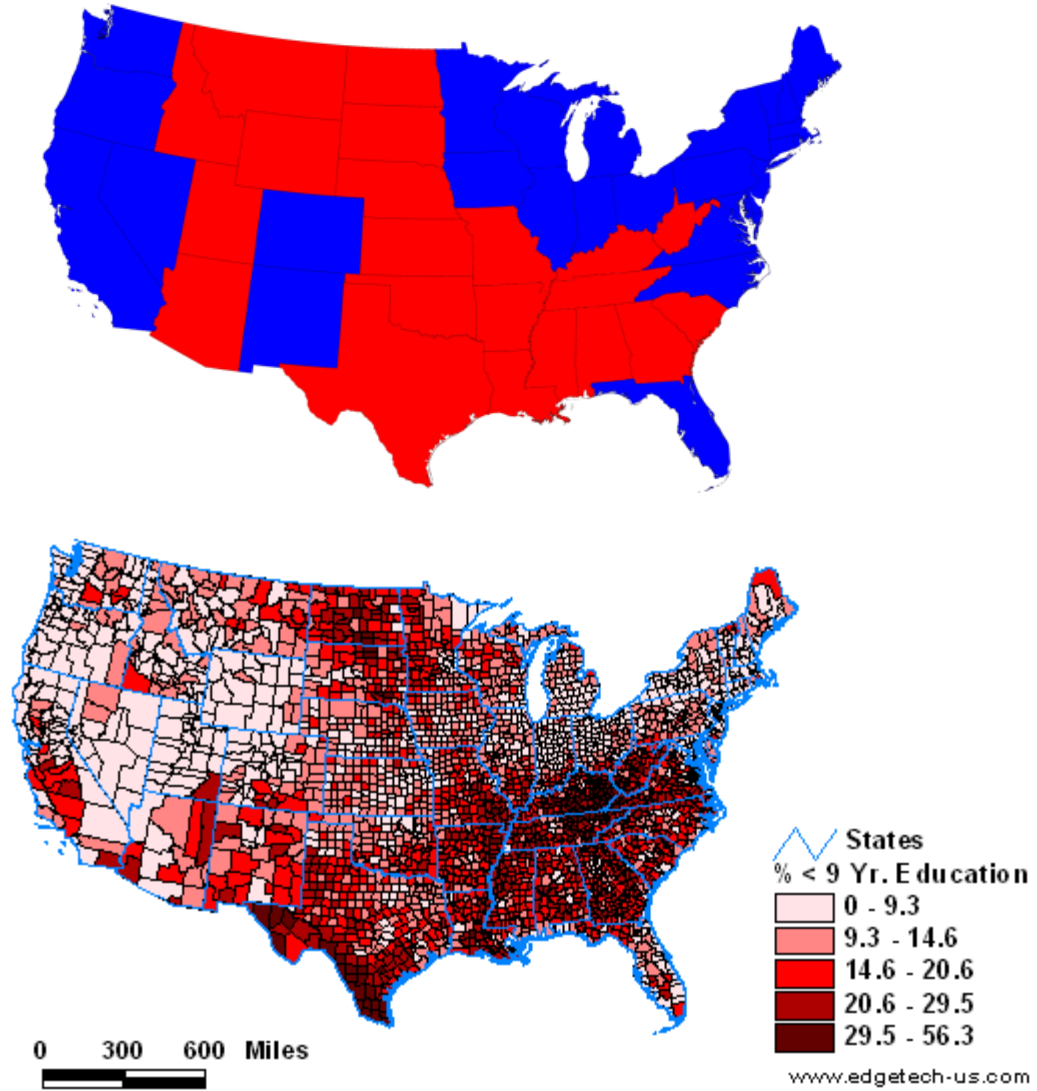 States
% < 9 Yr. Education
0 - 9.3
9.3 - 14.6
14.6 - 20.6
20.6 - 29.5
29.5 - 56.3
0 300 600 Miles
www.edgetech-us.com